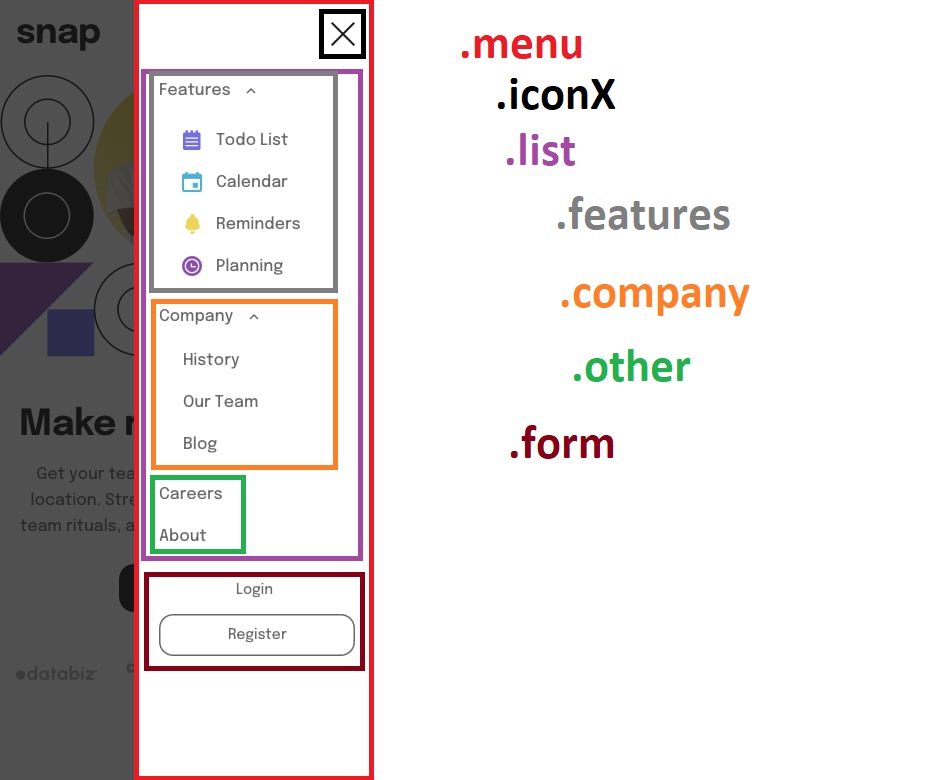 snap
Features
Todo List
Calendar
Reminders
Planning
Company
History
Our Team
Blog
Careers
About
Login
Register
Make
Get your tea
location. Stre
team rituals, a
databiz
.menu
.iconX
.list
.features
.company
.other
.form